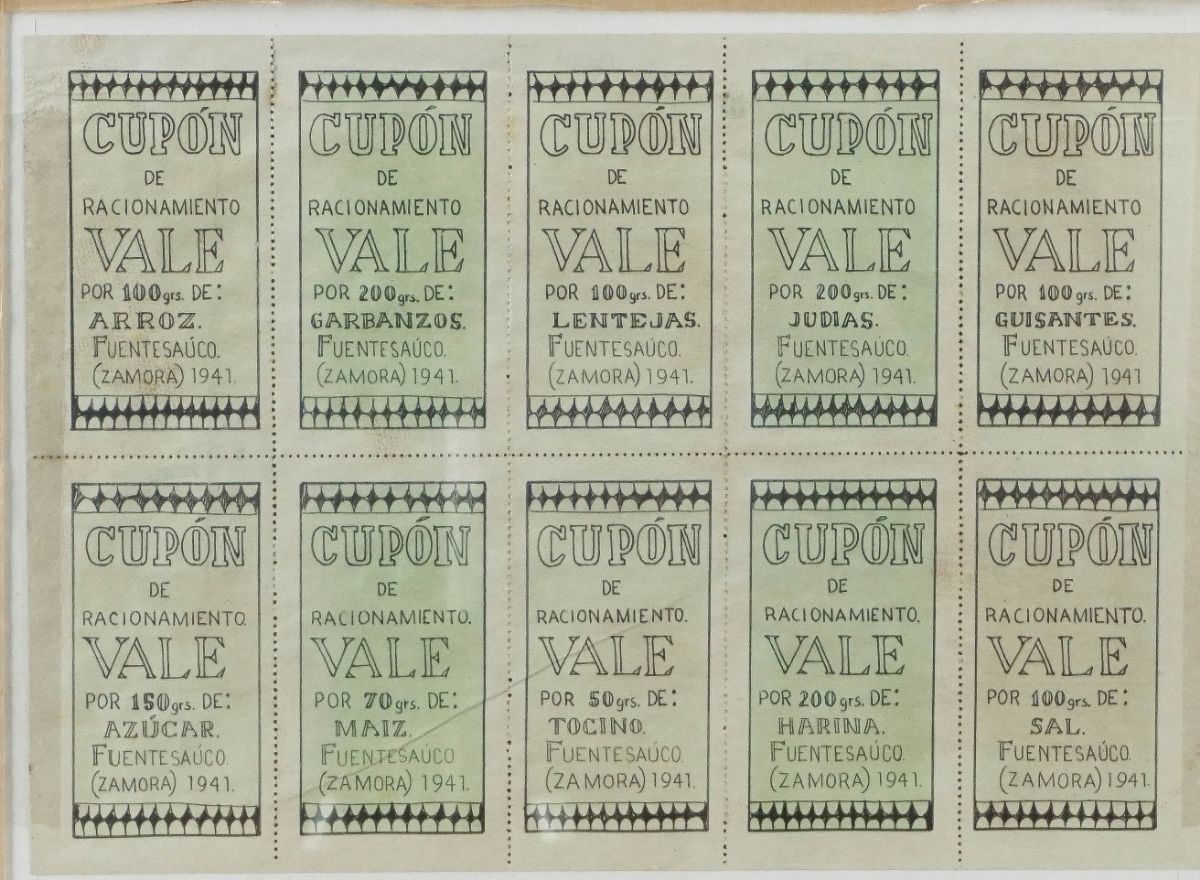 CUPÓN
DE
RACIONAMIENTO
VALE
POR 100grs. DE:
ARROZ.
FUENTESAÚCO.
(ZAMORA) 1941.
CUPÓN
DE
RACIONAMIENTO
VALE
POR 200grs. DE:
GARBANZOS.
FUENTESAÚCO.
(ZAMORA) 1941.
CUPÓN
DE
RACIONAMIENTO
VALE
POR 100grs. DE:
LENTEJAS.
FUENTESAÚCO.
(ZAMORA) 1941.
CUPÓN
DE
RACIONAMIENTO
VALE
POR 200grs. DE:
JUDIAS.
FUENTESAÚCO.
(ZAMORA) 1941.
CUPÓN
DE
RACIONAMIENTO
VALE
POR 100grs. DE:
GUISANTES.
FUENTESAÚCO.
(ZAMORA) 1941
CUPÓN
DE
RACIONAMIENTO.
VALE
POR 150grs. DE:
AZÚCAR.
FUENTESAÚCO.
(ZAMORA) 1941.
CUPÓN
DE
RACIONAMIENTO.
VALE
POR 70grs. DE:
MAIZ.
FUENTESAÚCO.
(ZAMORA) 1941.
CUPÓN
DE
RACIONAMIENTO.
VALE
POR 50grs. DE:
TOCINO.
FUENTESAÚCO.
(ZAMORA) 1941.
CUPÓN
DE
RACIONAMIENTO.
VALE
POR 200grs. DE:
HARINA.
FUENTESAÚCO.
(ZAMORA) 1941.
CUPÓN
DE
RACIONAMIENTO.
VALE
POR 100grs. DE:
SAL.
FUENTESAÚCO.
(ZAMORA) 1941.